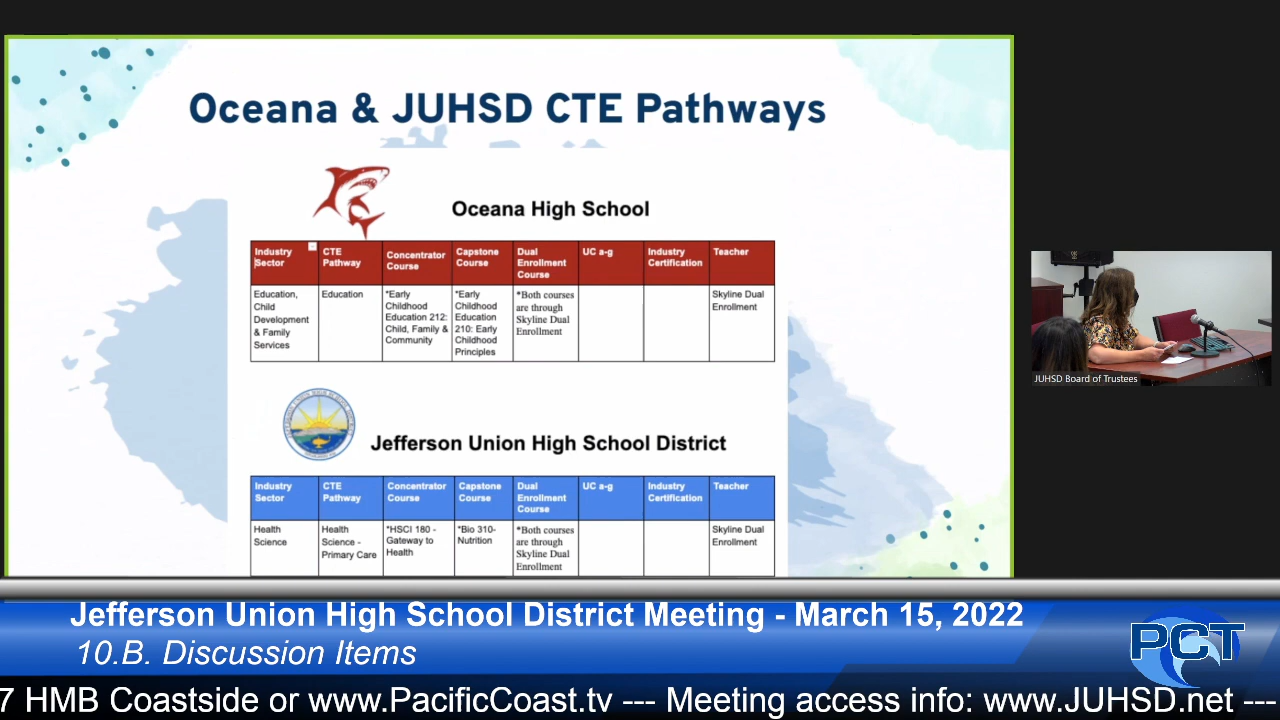 Oceana & JUHSD CTE Pathways
Oceana High School
Industry Sector
CTE Pathway
Concentrator Course
Capstone Course
Dual Enrollment Course
UC a-g
Industry Certification
Teacher
Education, Child Development & Family Services
Education
*Early Childhood Education 212: Child, Family & Community
*Early Childhood Education 210: Early Childhood Principles
*Both courses are through Skyline Dual Enrollment
Skyline Dual Enrollment
Jefferson Union High School District
Industry Sector
CTE Pathway
Concentrator Course
Capstone Course
Dual Enrollment Course
UC a-g
Industry Certification
Teacher
Health Science
Health Science - Primary Care
*HSCI 180 - Gateway to Health
*Bio 310- Nutrition
*Both courses are through Skyline Dual Enrollment
Skyline Dual Enrollment
JUHSD Board of Trustees
Jefferson Union High School District Meeting - March 15, 2022
10.B. Discussion Items
PCT
7 HMB Coastside or www.PacificCoast.tv --- Meeting access info: www.JUHSD.net ---